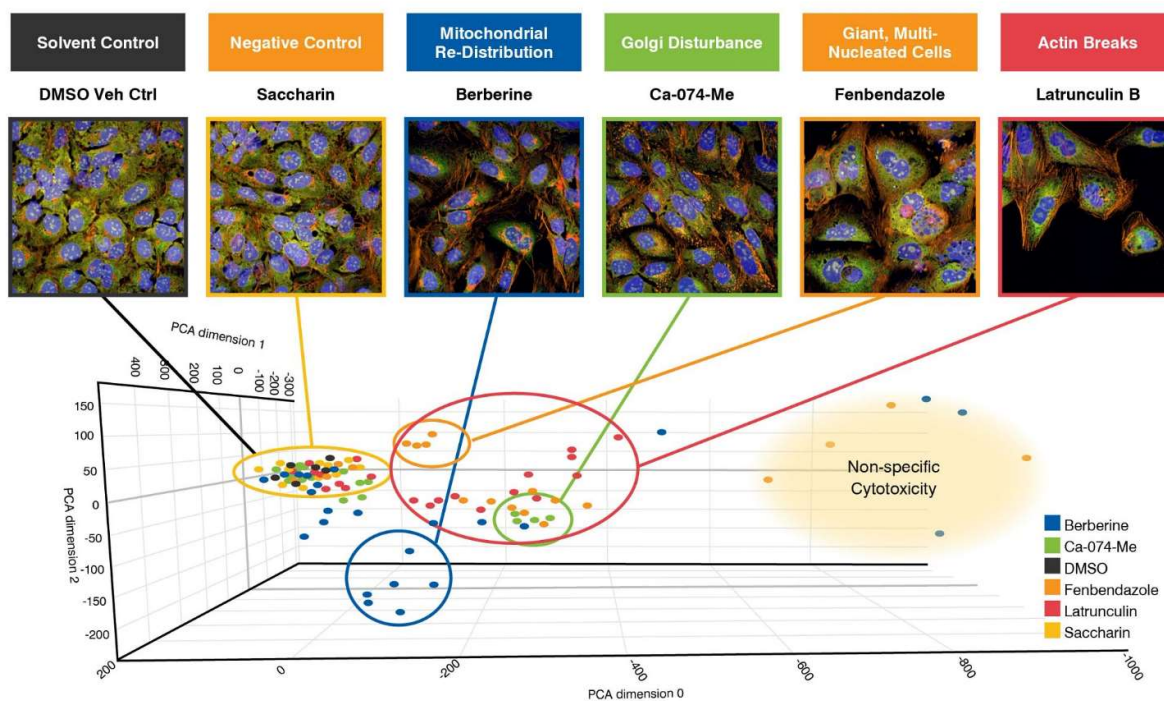 Solvent Control
Negative Control
Mitochondrial
Re-Distribution
Golgi Disturbance
Giant, Multi-
Nucleated Cells
Actin Breaks
DMSO Veh Ctrl
Saccharin
Berberine
Ca-074-Me
Fenbendazole
Latrunculin B
PCA dimension 1
400
300
200
100
0
-100
-200
-300
PCA dimension 2
150
100
50
0
-50
-100
-150
-200
Non-specific
Cytotoxicity
Berberine
Ca-074-Me
DMSO
Fenbendazole
Latrunculin
Saccharin
200
0
-200
-400
-600
-800
-1000
PCA dimension 0